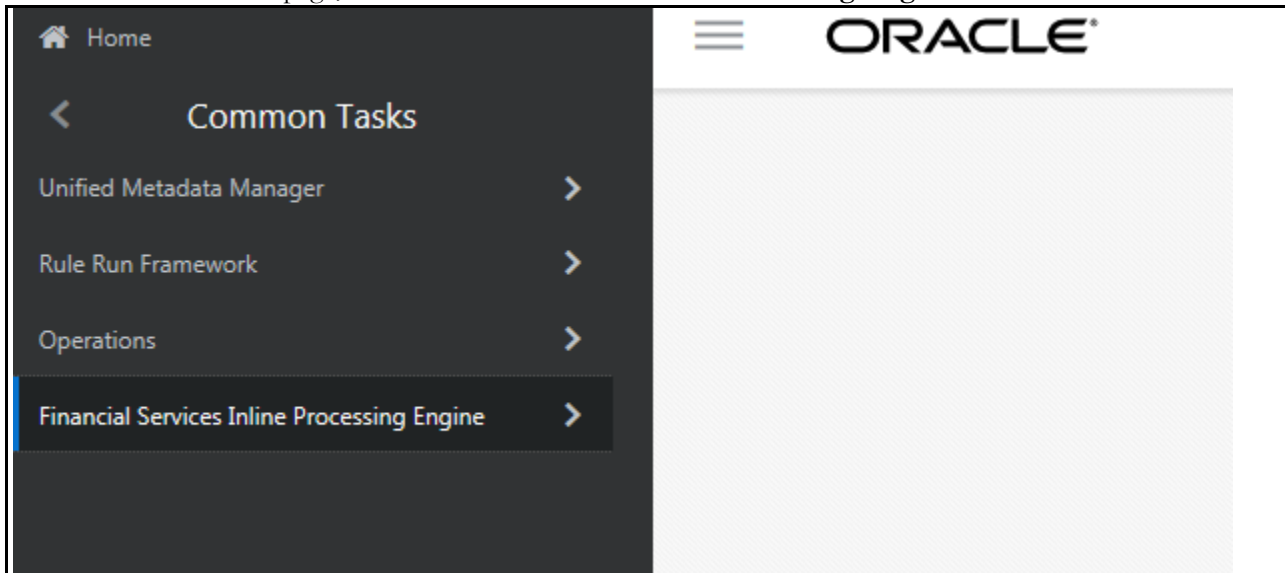 Home
ORACLE®
Common Tasks
Unified Metadata Manager
Rule Run Framework
Operations
Financial Services Inline Processing Engine